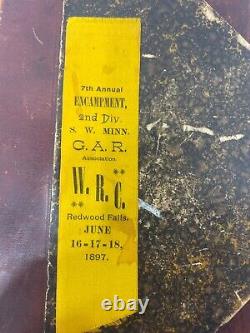 7th Annual
ENCAMPMENT,
2nd Div.
S. W. MINN.
G. A. R.
Association
W. R. C.
Redwood Falls,
JUNE
16-17-18,
1897.